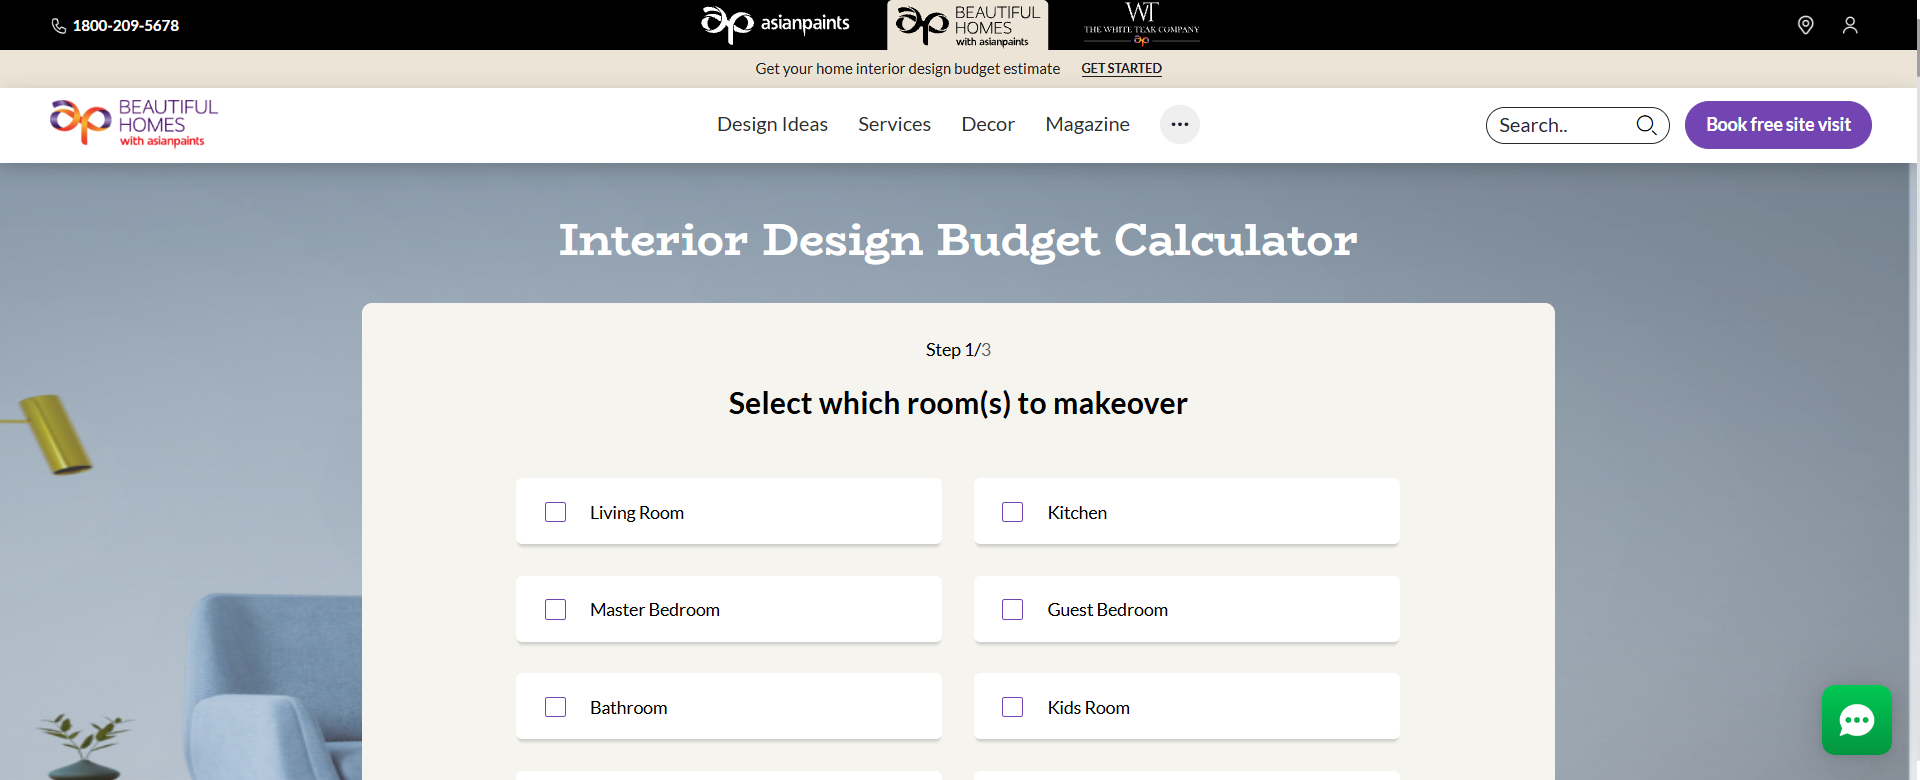 1800-209-5678
asianpaints
BEAUTIFUL
HOMES
with asianpaints
WT
THE WHITE TEAK COMPANY
Get your home interior design budget estimate GET STARTED
BEAUTIFUL
HOMES
with asianpaints
Design Ideas Services Decor Magazine
Search..
Book free site visit
Interior Design Budget Calculator
Step 1/3
Select which room(s) to makeover
Living Room
Kitchen
Master Bedroom
Guest Bedroom
Bathroom
Kids Room